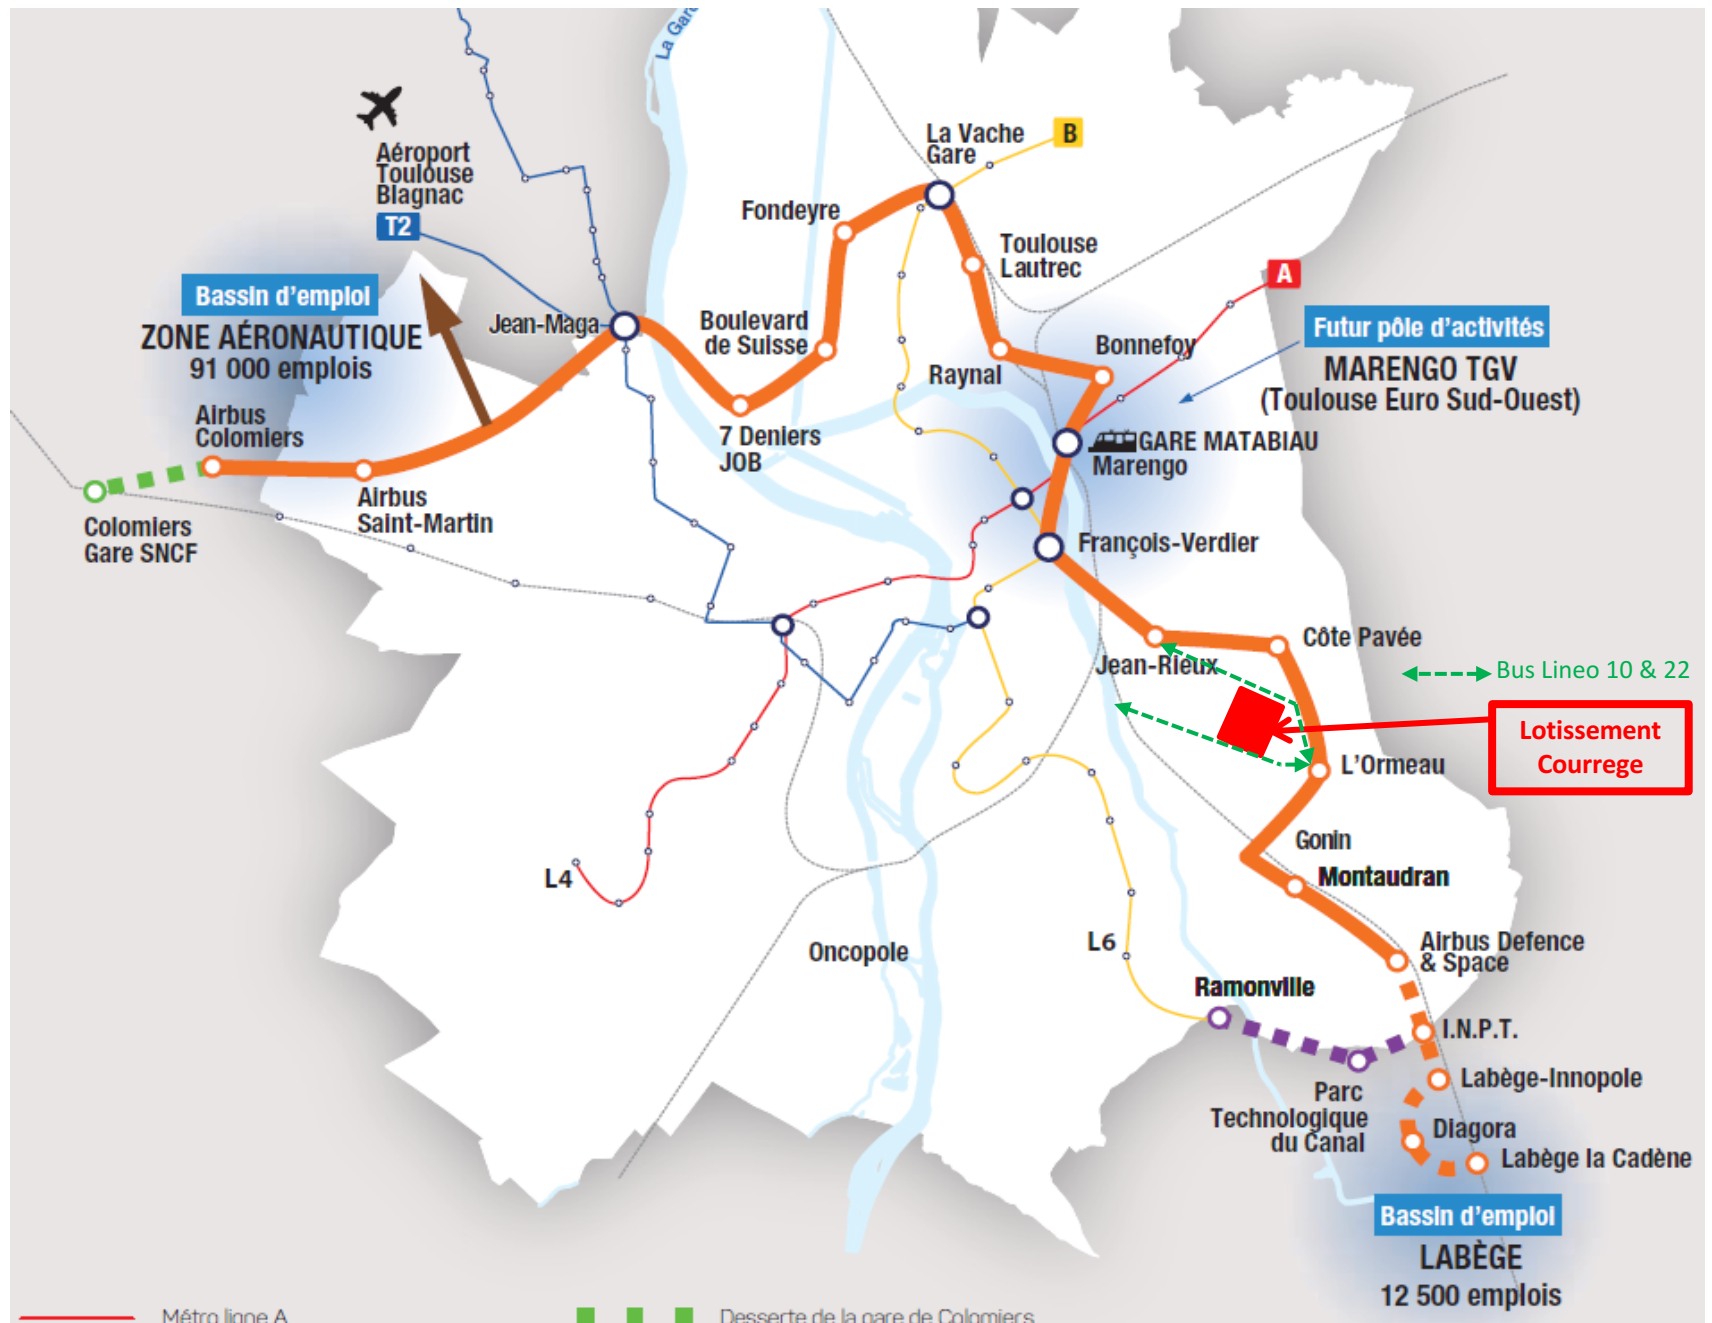 La Garo
B
La Vache
Gare
Aéroport
Toulouse
Blagnac
T2
Fondeyre
Toulouse
Lautrec
A
Bassin d'emploi
ZONE AÉRONAUTIQUE
91 000 emplois
Jean-Maga
Boulevard
de Suisse
Raynal
Bonnefoy
Futur pôle d'activités
MARENGO TGV
(Toulouse Euro Sud-Ouest)
Airbus
Colomiers
7 Deniers
JOB
GARE MATABIAU
Marengo
Airbus
Saint-Martin
Colomiers
Gare SNCF
François-Verdier
Côte Pavée
Jean-Rieux
Bus Lineo 10 & 22
Lotissement
Courrege
L'Ormeau
Gonin
Montaudran
L4
L6
Oncopole
Airbus Defence
& Space
Ramonville
I.N.P.T.
Labège-Innopole
Parc
Technologique
du Canal
Diagora
Labège la Cadène
Bassin d'emploi
LABÈGE
12 500 emplois
Métro ligne A
Desserte de la gare de Colomiers